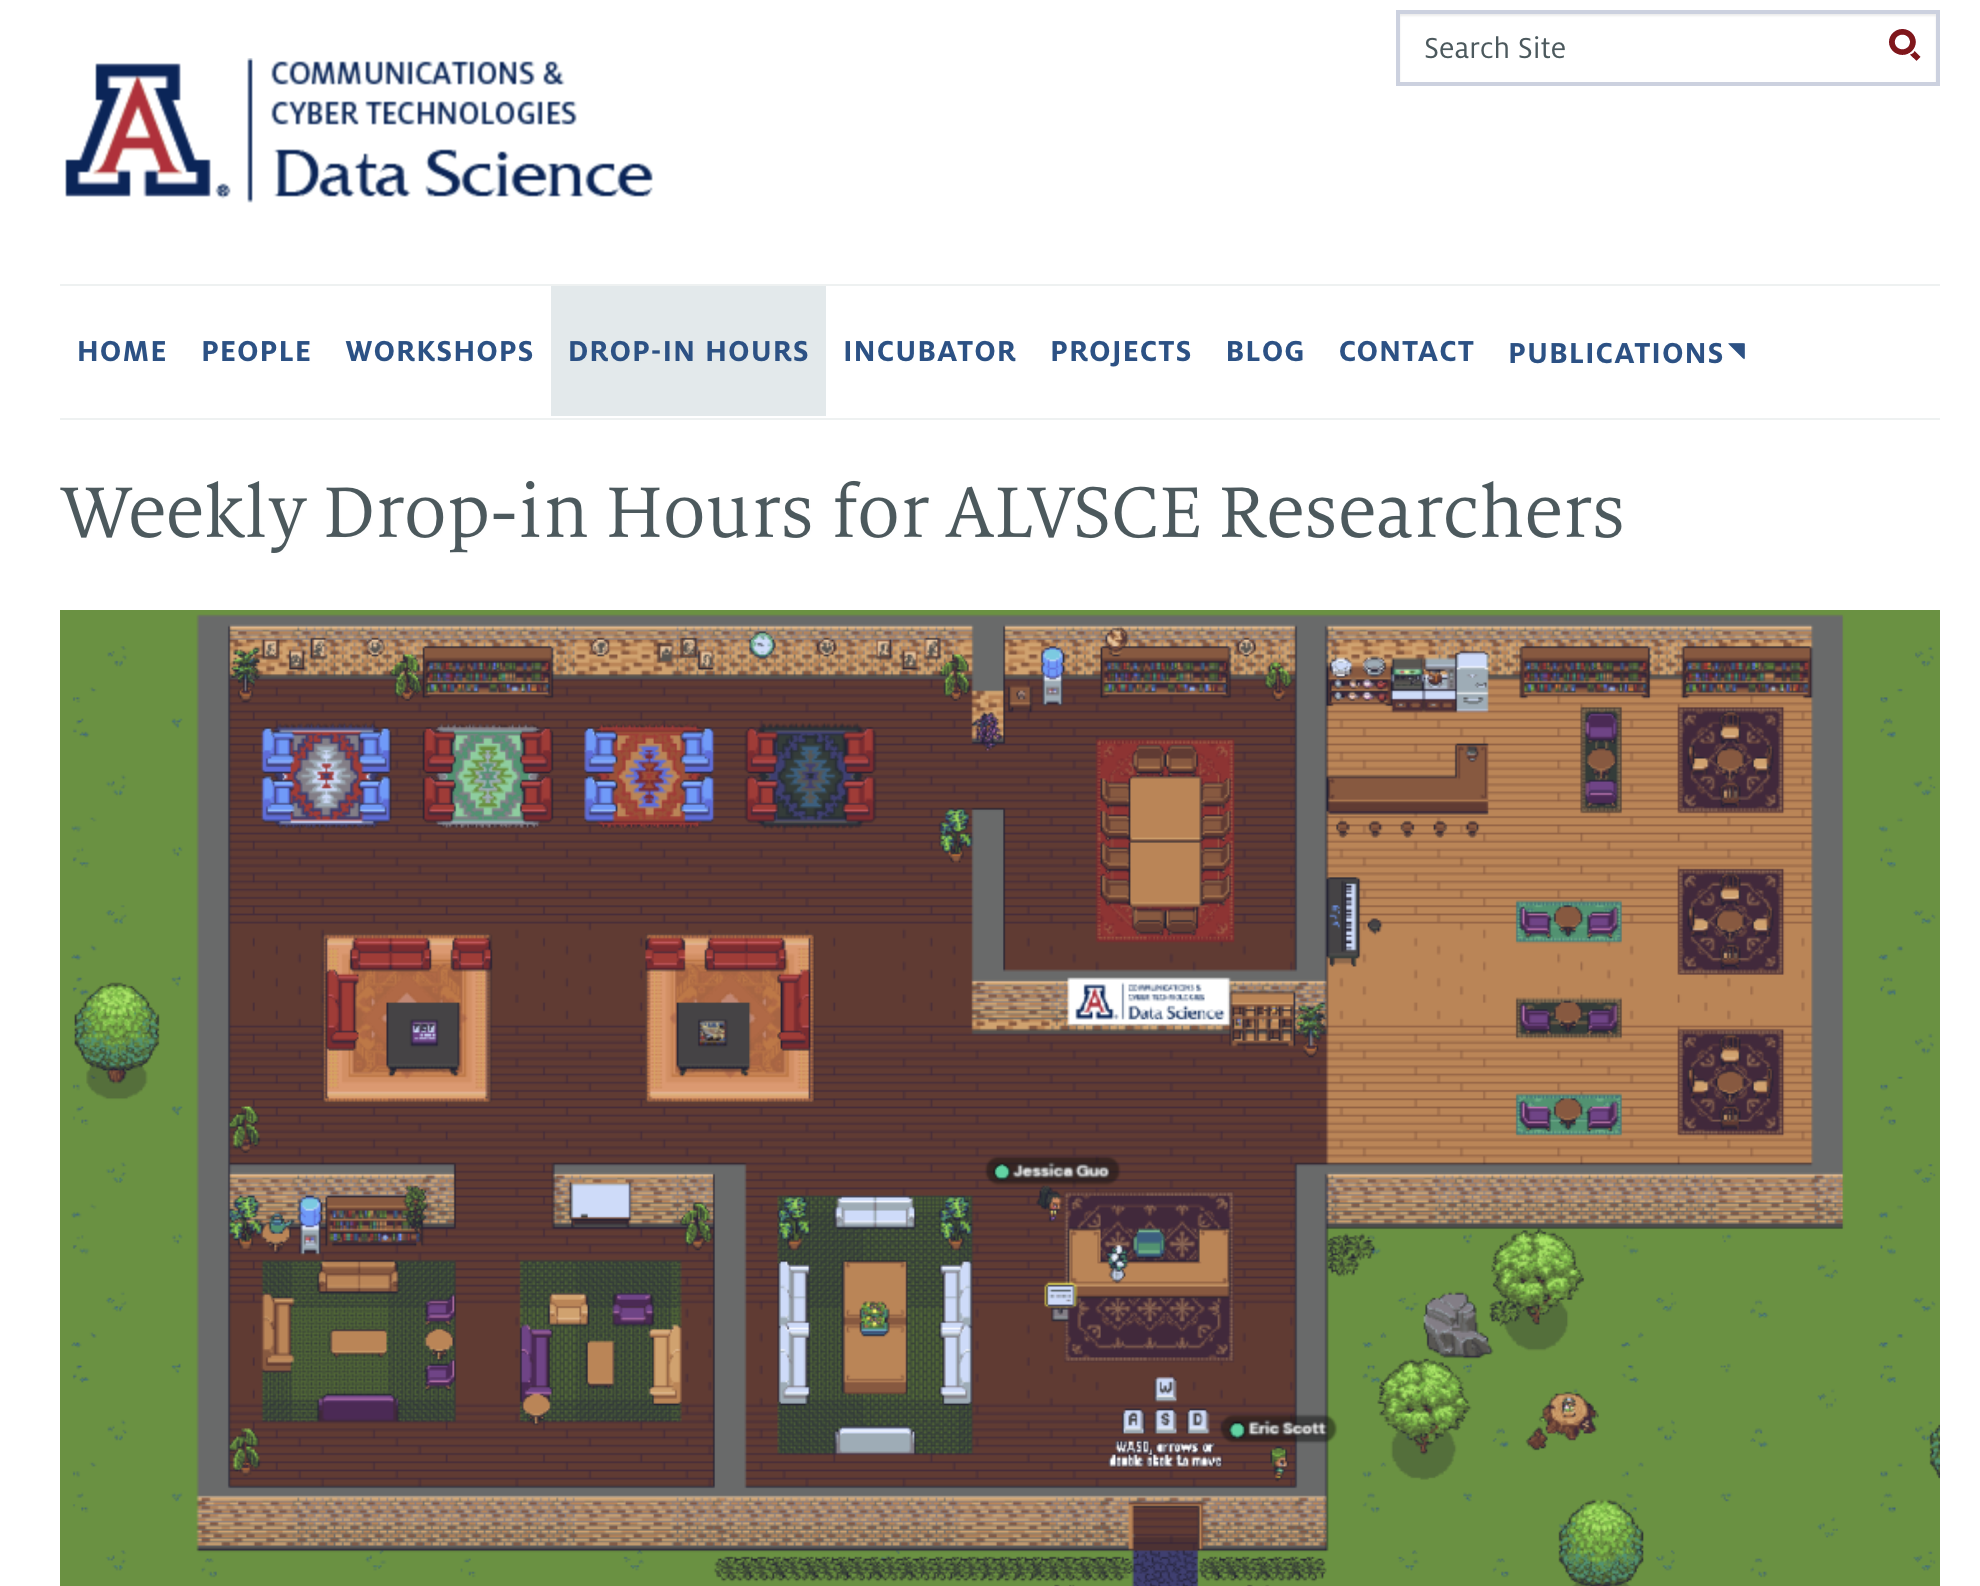 Search Site
COMMUNICATIONS &
CYBER TECHNOLOGIES
Data Science
HOME PEOPLE WORKSHOPS DROP-IN HOURS INCUBATOR PROJECTS BLOG CONTACT PUBLICATIONS
Weekly Drop-in Hours for ALVSCE Researchers
COMMUNICATIONS &
CYBER TECHNOLOGIES
Data Science
Jessica Guo
W
A S D
Eric Scott
WASD, arrows or
double click to move